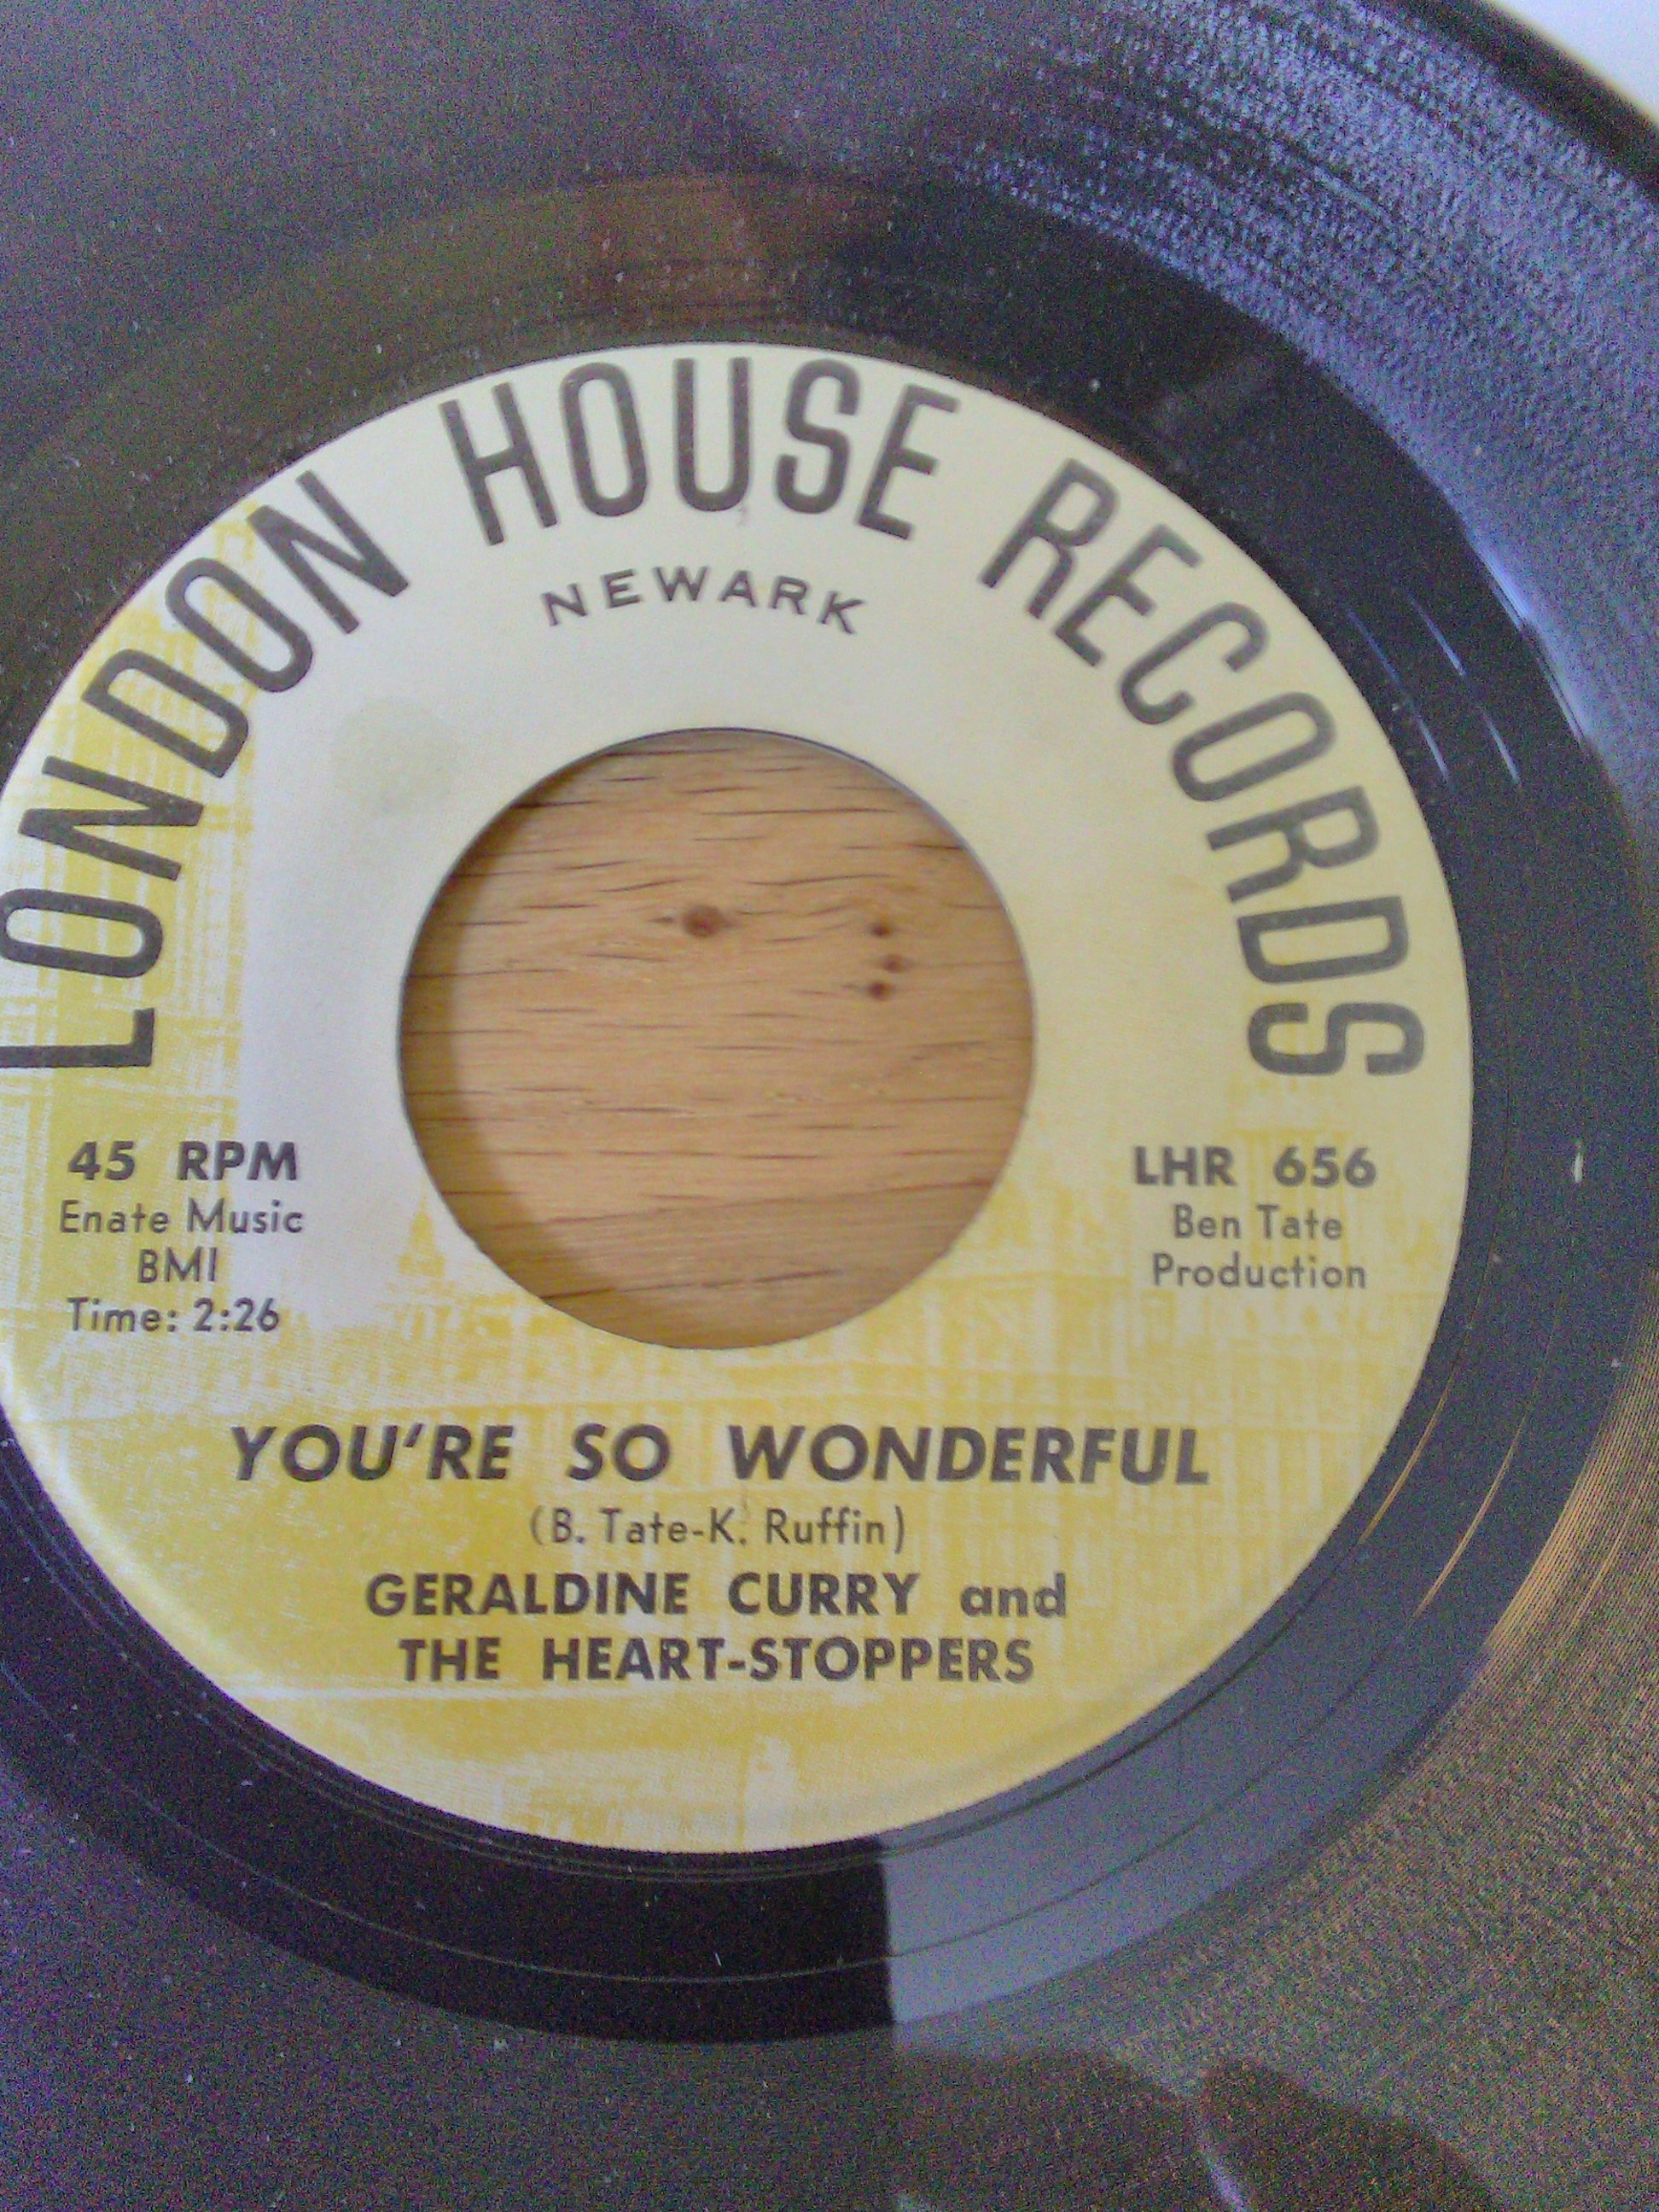 LONDON HOUSE RECORDS
NEWARK
45 RPM
Enate Music
BMI
Time: 2:26
LHR 656
Ben Tate
Production
YOU'RE SO WONDERFUL
(B. Tate-K. Ruffin)
GERALDINE CURRY and
THE HEART-STOPPERS